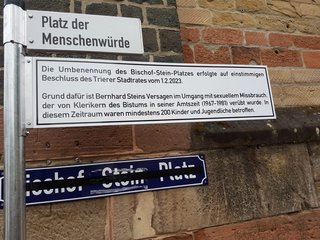 Platz der
Menschenwürde
Die Umbenennung des Bischof-Stein-Platzes erfolgte auf einstimmigen
Beschluss des Trierer Stadtrates vom 1.2.2023.
Grund dafür ist Bernhard Steins Versagen im Umgang mit sexuellem Missbrauch,
der von Klerikern des Bistums in seiner Amtszeit (1967-1981) verübt wurde. In
diesem Zeitraum waren mindestens 200 Kinder und Jugendliche betroffen.
Bischof - Stein - Platz